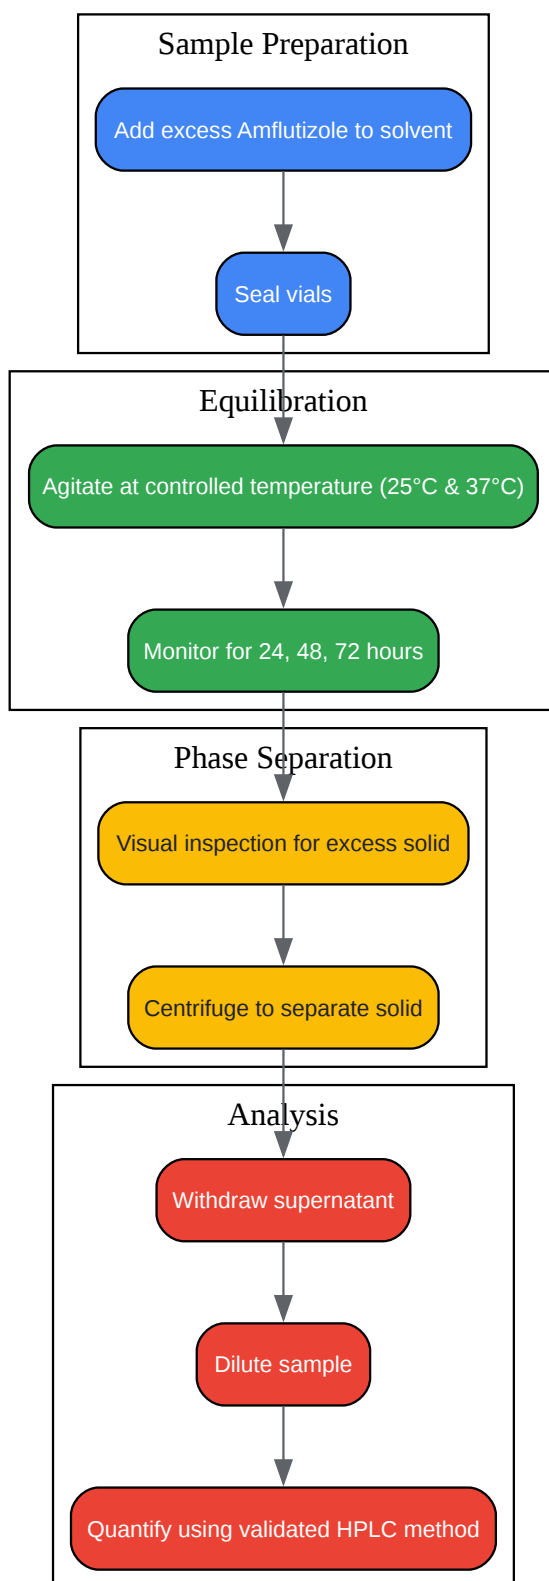 Sample Preparation
Add excess Amflutizole to solvent
Seal vials
Equilibration
Agitate at controlled temperature (25°C & 37°C)
Monitor for 24, 48, 72 hours
Phase Separation
Visual inspection for excess solid
Centrifuge to separate solid
Analysis
Withdraw supernatant
Dilute sample
Quantify using validated HPLC method